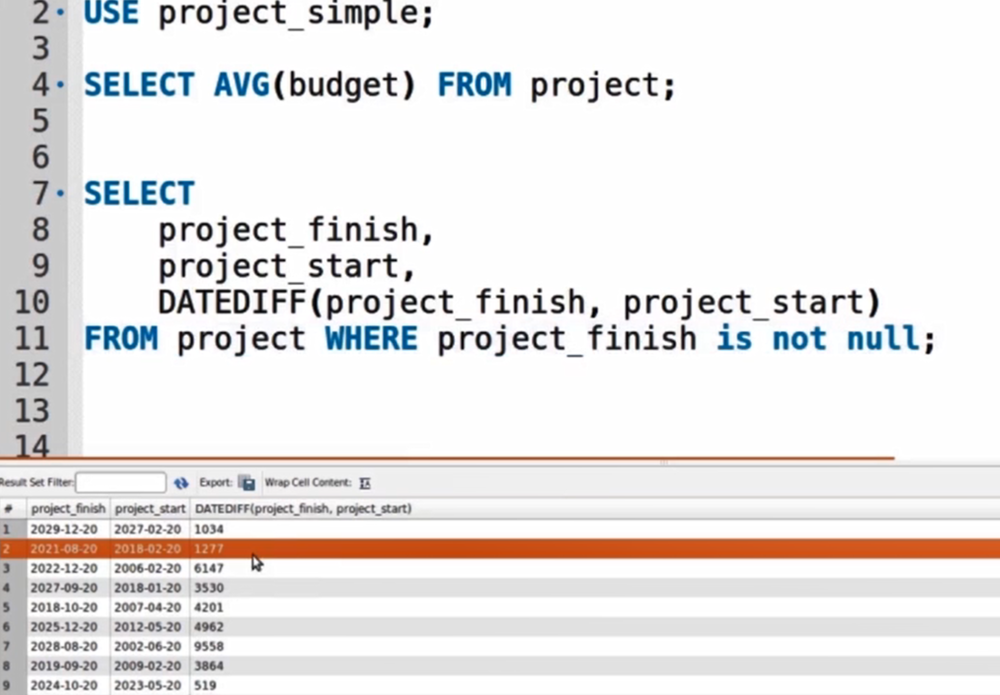 2 USE project_simple;
3
4 SELECT AVG(budget) FROM project;
5
6
7 SELECT
8 project_finish,
9 project_start,
10 DATEDIFF(project_finish, project_start)
11 FROM project WHERE project_finish is not null;
12
13
14
Result Set Filter: Export: Wrap Cell Content:
# project_finish project_start DATEDIFF(project_finish, project_start)
1 2029-12-20 2027-02-20 1034
2 2021-08-20 2018-02-20 1277
3 2022-12-20 2006-02-20 6147
4 2027-09-20 2018-01-20 3530
5 2018-10-20 2007-04-20 4201
6 2025-12-20 2012-05-20 4962
7 2028-08-20 2002-06-20 9558
8 2019-09-20 2009-02-20 3864
9 2024-10-20 2023-05-20 519